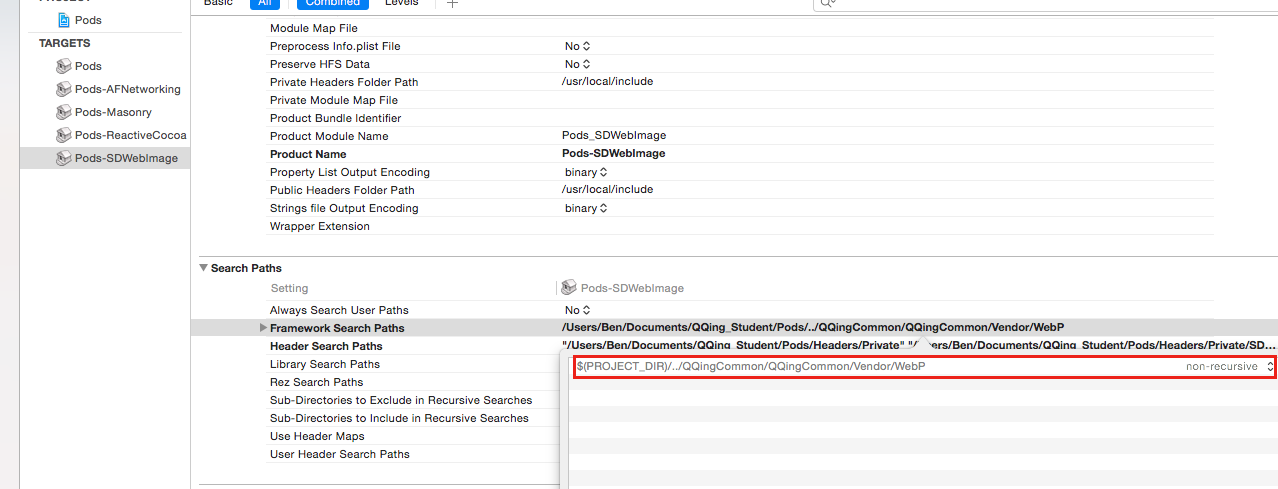 PROJECT
Pods
TARGETS
Pods
Pods-AFNetworking
Pods-Masonry
Pods-ReactiveCocoa
Pods-SDWebImage
Basic All Combined Levels +
Module Map File
Preprocess Info.plist File No
Preserve HFS Data No
Private Headers Folder Path /usr/local/include
Private Module Map File
Product Bundle Identifier
Product Module Name Pods_SDWebImage
Product Name Pods-SDWebImage
Property List Output Encoding binary
Public Headers Folder Path /usr/local/include
Strings file Output Encoding binary
Wrapper Extension
Search Paths
Setting Pods-SDWebImage
Always Search User Paths No
Framework Search Paths /Users/Ben/Documents/QQing_Student/Pods/../QQingCommon/QQingCommon/Vendor/WebP
Header Search Paths "/Users/Ben/Documents/QQing_Student/Pods/Headers/Private" "/Users/Ben/Documents/QQing_Student/Pods/Headers/Private/SD...
Library Search Paths
$(PROJECT_DIR)/../QQingCommon/QQingCommon/Vendor/WebP non-recursive
Rez Search Paths
Sub-Directories to Exclude in Recursive Searches
Sub-Directories to Include in Recursive Searches
Use Header Maps
User Header Search Paths